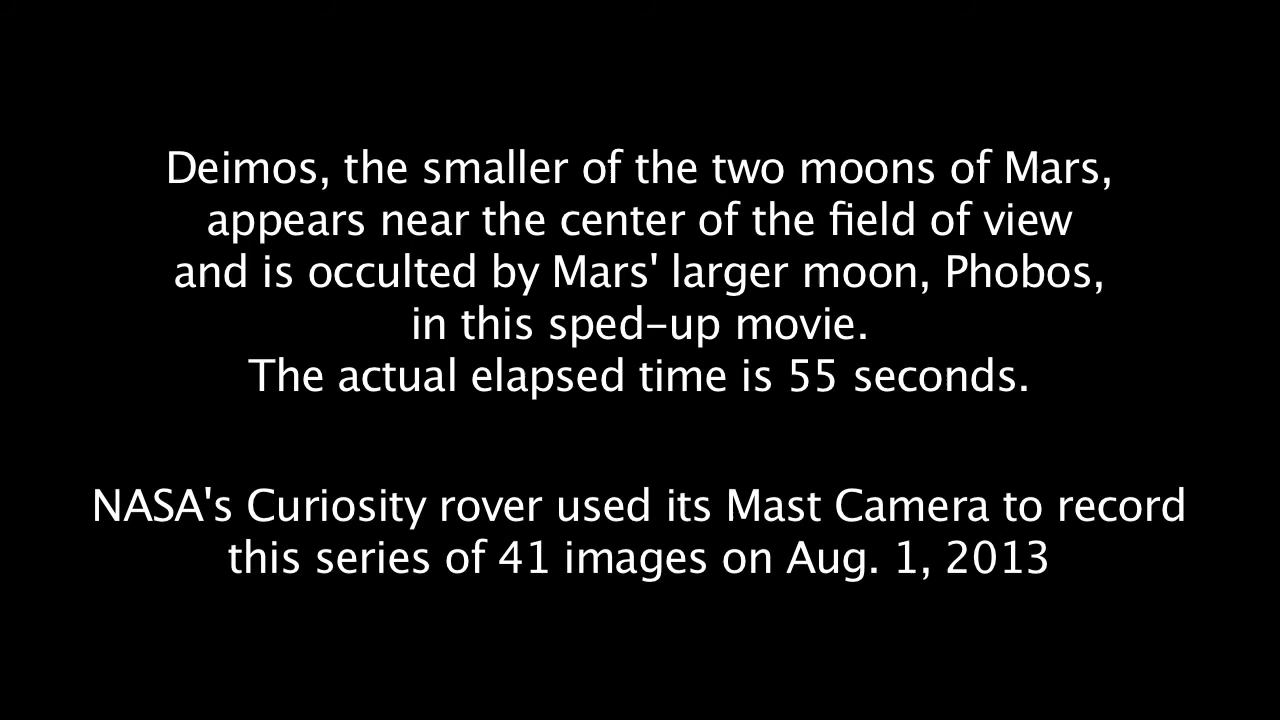 Deimos, the smaller of the two moons of Mars,
appears near the center of the field of view
and is occulted by Mars' larger moon, Phobos,
in this sped-up movie.
The actual elapsed time is 55 seconds.
NASA's Curiosity rover used its Mast Camera to record
this series of 41 images on Aug. 1, 2013